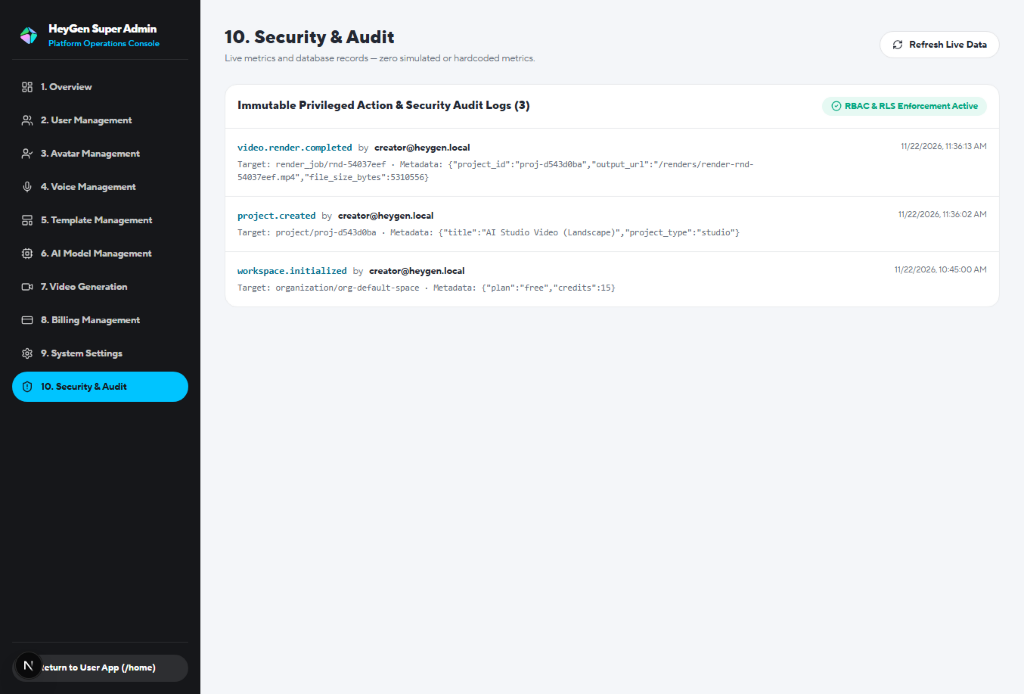 HeyGen Super Admin
Platform Operations Console
1. Overview
2. User Management
3. Avatar Management
4. Voice Management
5. Template Management
6. AI Model Management
7. Video Generation
8. Billing Management
9. System Settings
10. Security & Audit
N
eturn to User App (/home)
10. Security & Audit
Live metrics and database records — zero simulated or hardcoded metrics.
Refresh Live Data
Immutable Privileged Action & Security Audit Logs (3)
RBAC & RLS Enforcement Active
video.render.completed by creator@heygen.local
11/22/2026, 11:36:13 AM
Target: render_job/rnd-54037eef · Metadata: {"project_id":"proj-d543d0ba","output_url":"/renders/render-rnd-
54037eef.mp4","file_size_bytes":5310556}
project.created by creator@heygen.local
11/22/2026, 11:36:02 AM
Target: project/proj-d543d0ba · Metadata: {"title":"AI Studio Video (Landscape)","project_type":"studio"}
workspace.initialized by creator@heygen.local
11/22/2026, 10:45:00 AM
Target: organization/org-default-space · Metadata: {"plan":"free","credits":15}